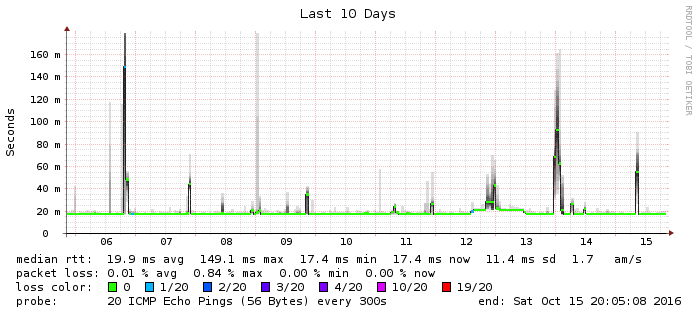 Last 10 Days
RRDTOOL / TOBI OETIKER
Seconds
160 m
140 m
120 m
100 m
80 m
60 m
40 m
20 m
0
06 07 08 09 10 11 12 13 14 15
median rtt: 19.9 ms avg 149.1 ms max 17.4 ms min 17.4 ms now 11.4 ms sd 1.7 am/s
packet loss: 0.01 % avg 0.84 % max 0.00 % min 0.00 % now
loss color: 0 1/20 2/20 3/20 4/20 10/20 19/20
probe: 20 ICMP Echo Pings (56 Bytes) every 300s end: Sat Oct 15 20:05:08 2016